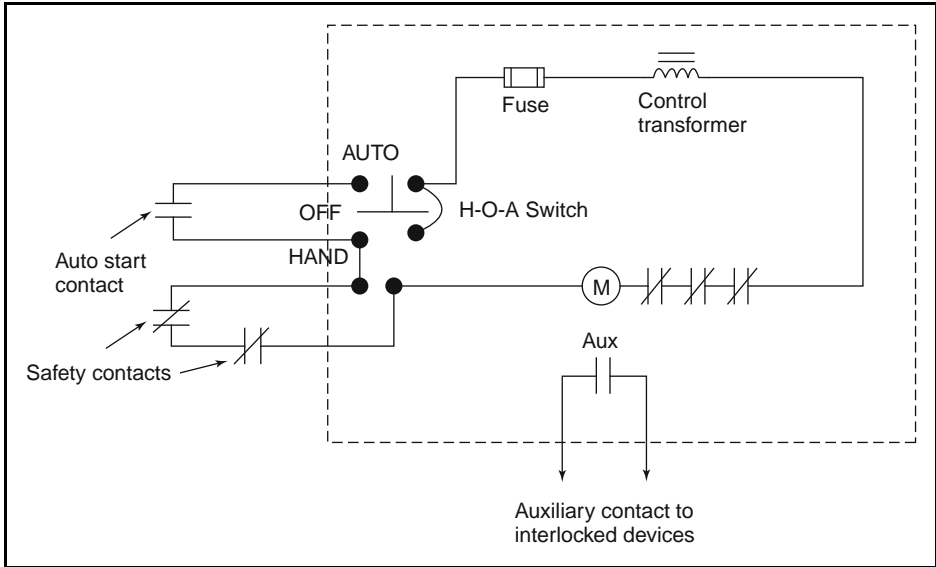 Fuse
Control
transformer
AUTO
OFF
H-O-A Switch
HAND
Auto start
contact
M
Safety contacts
Aux
Auxiliary contact to
interlocked devices